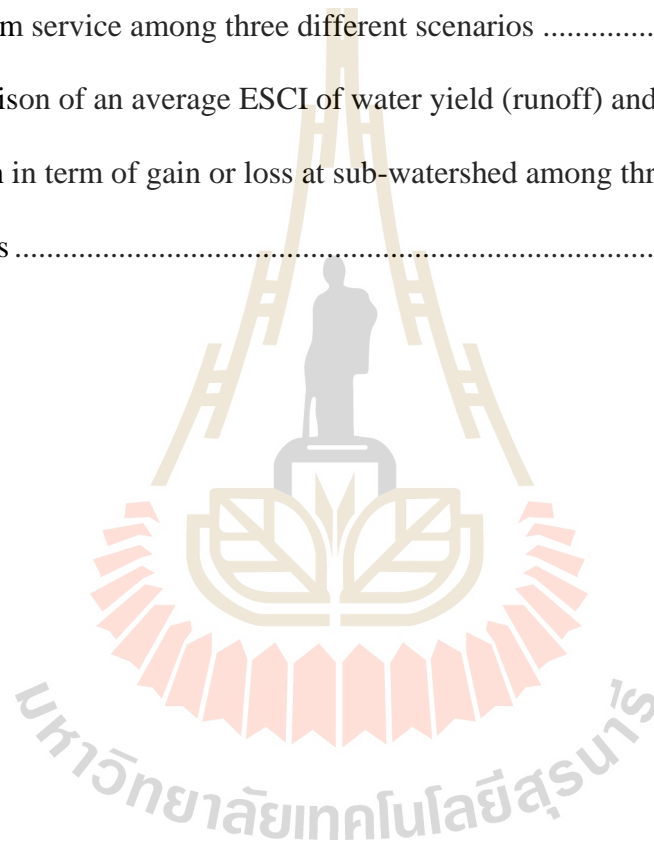 m service among three different scenarios ..............
ison of an average ESCI of water yield (runoff) and
in term of gain or loss at sub-watershed among thr
s ................................................................................
มหาวิทยาลัยเทคโนโลยีสุรนารี